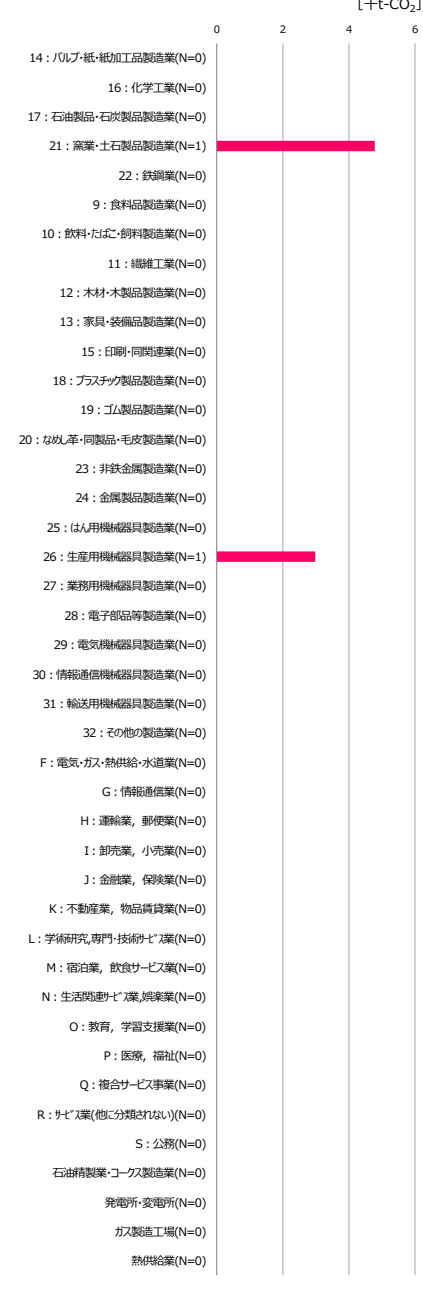 [千t-CO₂]
0 2 4 6
14:パルプ・紙・紙加工品製造業(N=0)
16:化学工業(N=0)
17:石油製品・石炭製品製造業(N=0)
21:窯業・土石製品製造業(N=1)
22:鉄鋼業(N=0)
9:食料品製造業(N=0)
10:飲料・たばこ・飼料製造業(N=0)
11:繊維工業(N=0)
12:木材・木製品製造業(N=0)
13:家具・装備品製造業(N=0)
15:印刷・同関連業(N=0)
18:プラスチック製品製造業(N=0)
19:ゴム製品製造業(N=0)
20:なめし革・同製品・毛皮製造業(N=0)
23:非鉄金属製造業(N=0)
24:金属製品製造業(N=0)
25:はん用機械器具製造業(N=0)
26:生産用機械器具製造業(N=1)
27:業務用機械器具製造業(N=0)
28:電子部品等製造業(N=0)
29:電気機械器具製造業(N=0)
30:情報通信機械器具製造業(N=0)
31:輸送用機械器具製造業(N=0)
32:その他の製造業(N=0)
F:電気・ガス・熱供給・水道業(N=0)
G:情報通信業(N=0)
H:運輸業，郵便業(N=0)
I:卸売業，小売業(N=0)
J:金融業，保険業(N=0)
K:不動産業，物品賃貸業(N=0)
L:学術研究,専門・技術ｻｰﾋﾞｽ業(N=0)
M:宿泊業，飲食サービス業(N=0)
N:生活関連ｻｰﾋﾞｽ業,娯楽業(N=0)
O:教育，学習支援業(N=0)
P:医療，福祉(N=0)
Q:複合サービス事業(N=0)
R:ｻｰﾋﾞｽ業(他に分類されない)(N=0)
S:公務(N=0)
石油精製業・コークス製造業(N=0)
発電所・変電所(N=0)
ガス製造工場(N=0)
熱供給業(N=0)